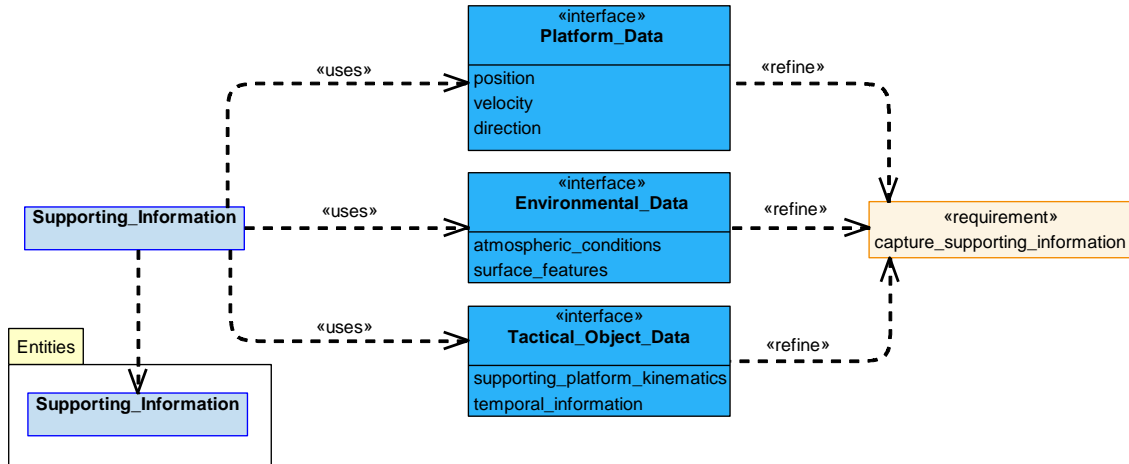 «interface»
Platform_Data
position
velocity
direction
«uses»
«refine»
«interface»
Environmental_Data
atmospheric_conditions
surface_features
Supporting_Information
«uses»
«refine»
«requirement»
capture_supporting_information
«interface»
Tactical_Object_Data
supporting_platform_kinematics
temporal_information
«uses»
«refine»
Entities
Supporting_Information